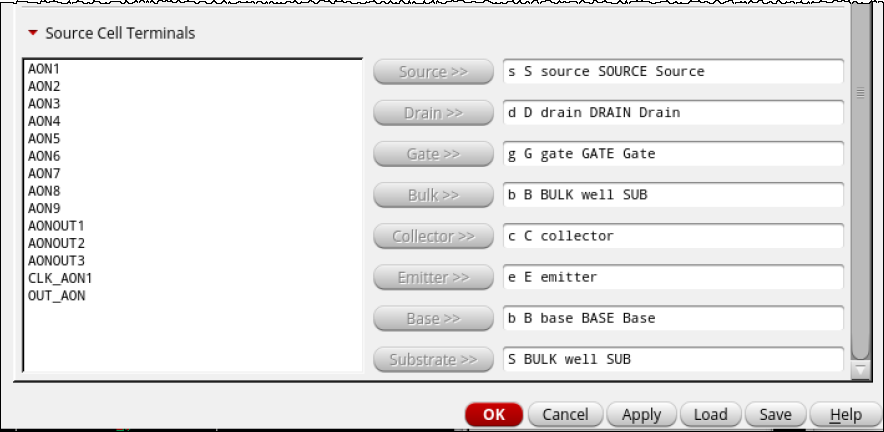 Source Cell Terminals
AON1
AON2
AON3
AON4
AON5
AON6
AON7
AON8
AON9
AONOUT1
AONOUT2
AONOUT3
CLK_AON1
OUT_AON
Source >> s S source SOURCE Source
Drain >> d D drain DRAIN Drain
Gate >> g G gate GATE Gate
Bulk >> b B BULK well SUB
Collector >> c C collector
Emitter >> e E emitter
Base >> b B base BASE Base
Substrate >> S BULK well SUB
OK Cancel Apply Load Save Help